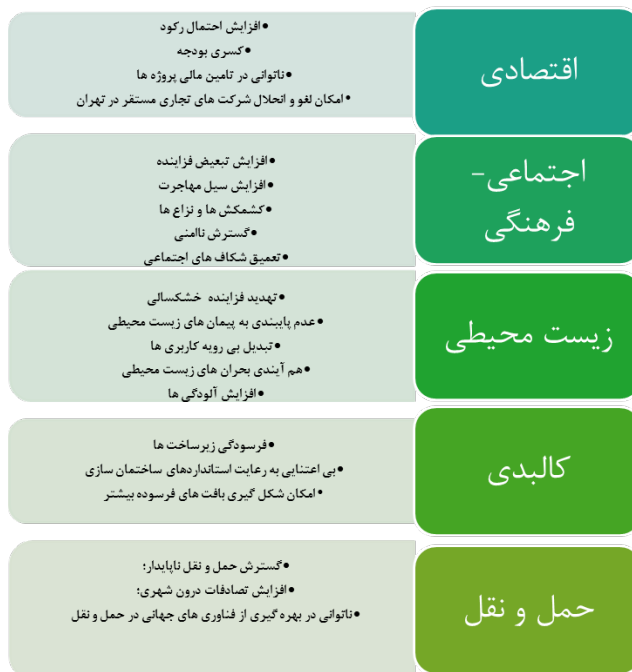 اقتصادی
•افزایش احتمال رکود
•کسری بودجه
•ناتوانی در تامین مالی پروژه ها
•امکان لغو و انحلال شرکت های تجاری مستقر در تهران
اجتماعی-
فرهنگی
•افزایش تبعیض فزاینده
•افزایش سیل مهاجرت
•کشمکش ها و نزاع ها
•گسترش ناامنی
•تعمیق شکاف های اجتماعی
زیست محیطی
•تهدید فزاینده خشکسالی
•عدم پایبندی به پیمان های زیست محیطی
•تبدیل بی رویه کاربری ها
•هم آیندی بحران های زیست محیطی
•افزایش آلودگی ها
کالبدی
•فرسودگی زیرساخت ها
•بی اعتنایی به رعایت استانداردهای ساختمان سازی
•امکان شکل گیری بافت های فرسوده بیشتر
حمل و نقل
•گسترش حمل و نقل ناپایدار؛
•افزایش تصادفات درون شهری؛
•ناتوانی در بهره گیری از فناوری های جهانی در حمل و نقل